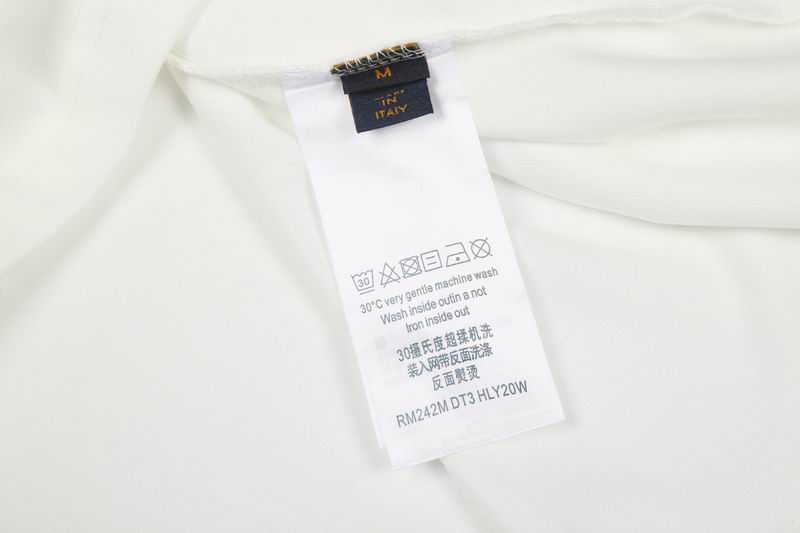 M
MADE
IN
ITALY
30
30°C very gentle machine wash
Wash inside outin a not
Iron inside out
30摄氏度超揉机洗
装入网带反面洗涤
反面熨烫
RM242M DT3 HLY20W